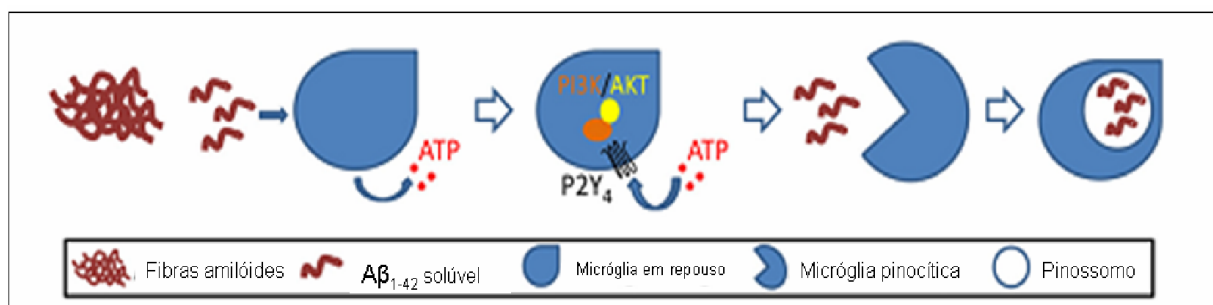 PI3K/AKT
ATP
ATP
P2Y4
Fibras amilóides
Aβ1-42 solúvel
Micróglia em repouso
Micróglia pinocítica
Pinossomo